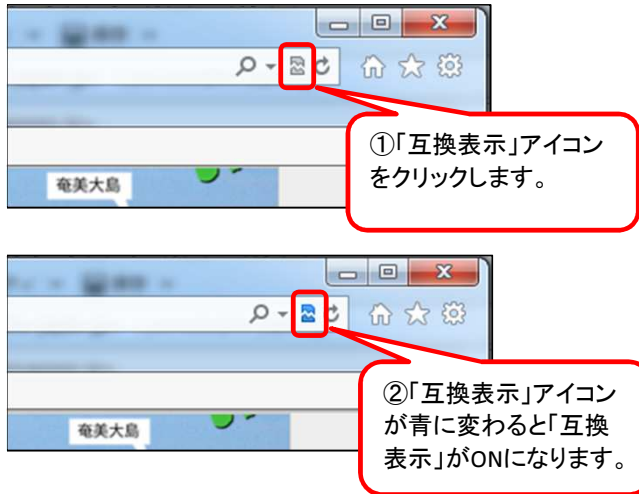 ①「互換表示」アイコン
をクリックします。
奄美大島
②「互換表示」アイコン
が青に変わると「互換
表示」がONになります。
奄美大島